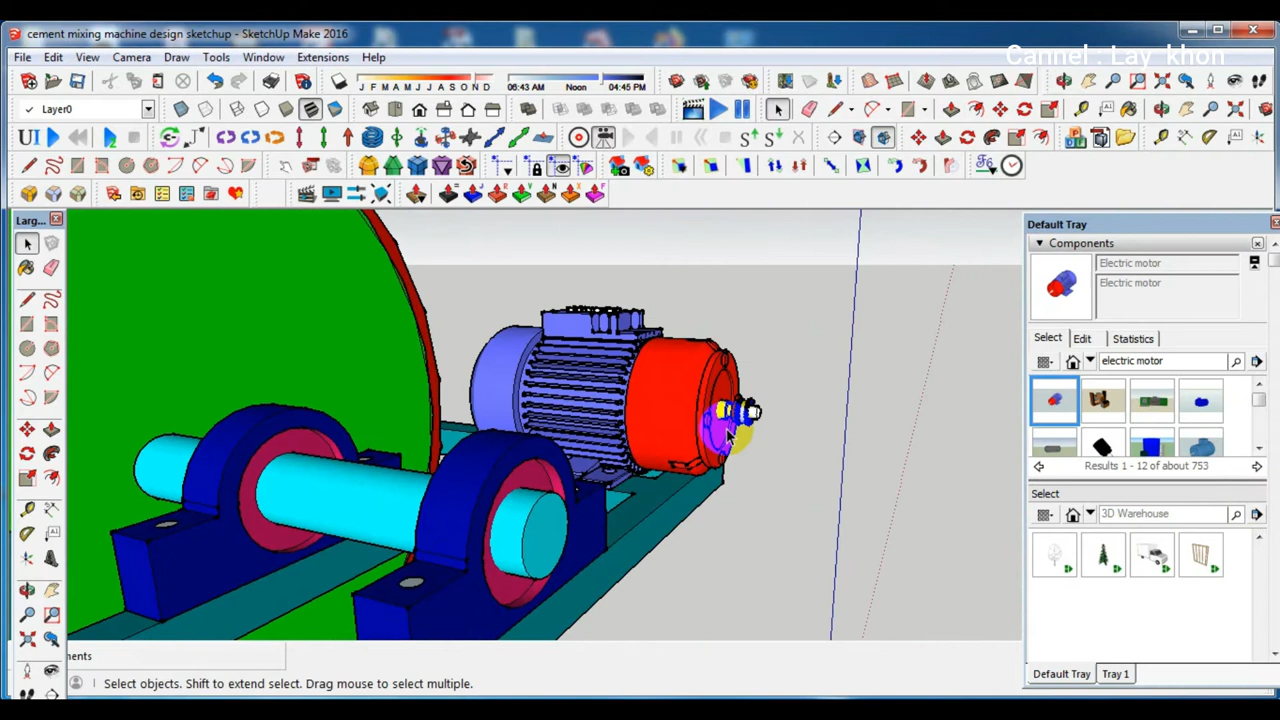 cement mixing machine design sketchup - SketchUp Make 2016
Cannel : Lay khon
File Edit View Camera Draw Tools Window Extensions Help
J F M A M J J A S O N D
06:43 AM Noon 04:45 PM
Layer0
UI
Larg...
Default Tray
Components
Electric motor
Electric motor
Select Edit Statistics
electric motor
Results 1 - 12 of about 753
Select
3D Warehouse
nents
Select objects. Shift to extend select. Drag mouse to select multiple.
Default Tray Tray 1